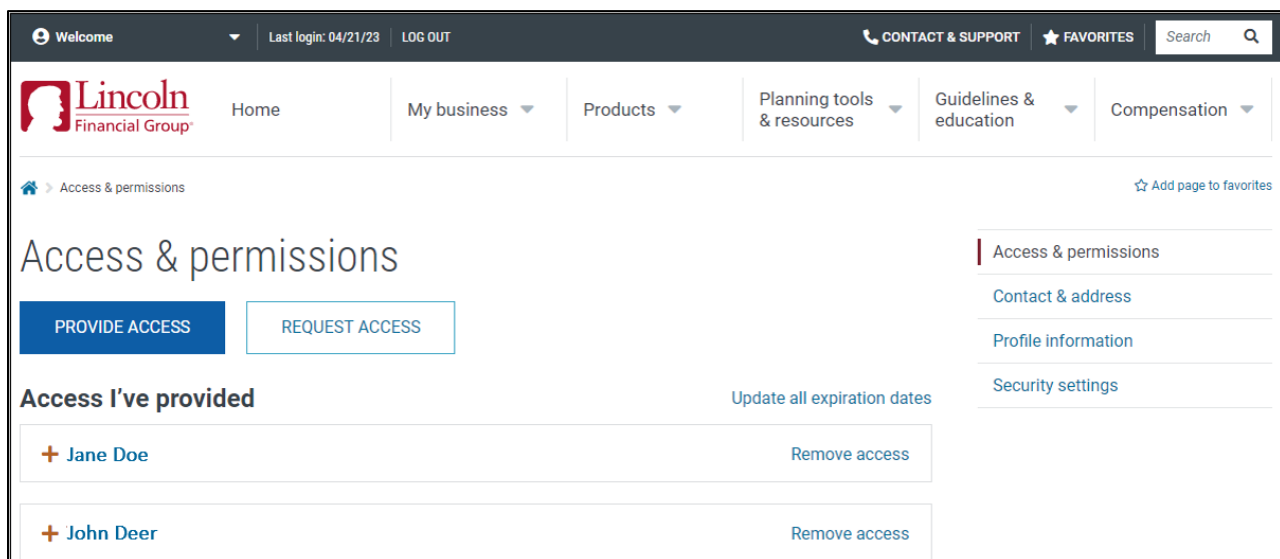 Welcome Last login: 04/21/23 LOG OUT CONTACT & SUPPORT FAVORITES Search
Lincoln
Financial Group®
Home My business Products Planning tools & resources Guidelines & education Compensation
Access & permissions Add page to favorites
Access & permissions
PROVIDE ACCESS REQUEST ACCESS
Access I've provided Update all expiration dates
Jane Doe Remove access
John Deer Remove access
Access & permissions
Contact & address
Profile information
Security settings